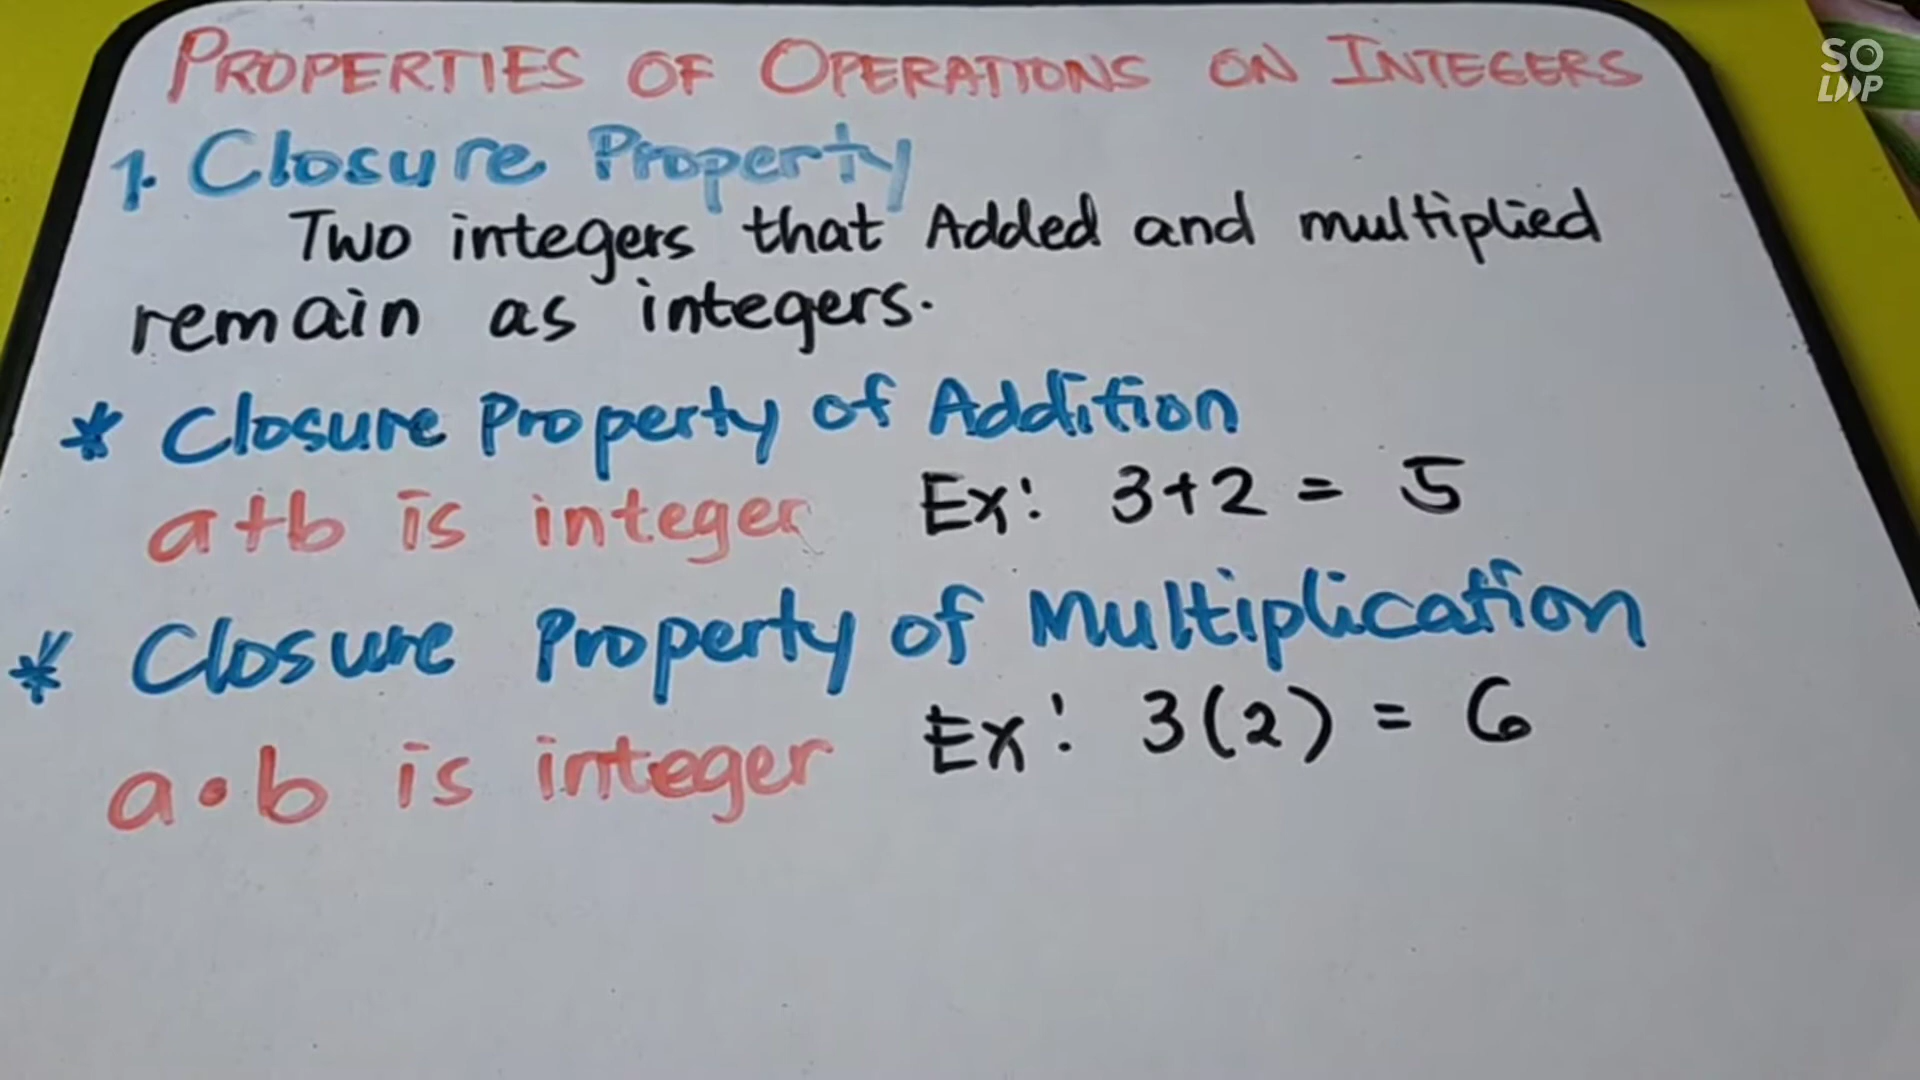 PROPERTIES OF OPERATIONS ON INTEGERS
SO
LOOP
1. Closure Property
Two integers that Added and multiplied
remain as integers.
* Closure Property of Addition
a+b is integer Ex: 3+2 = 5
* Closure Property of Multiplication
a•b is integer Ex: 3(2) = 6